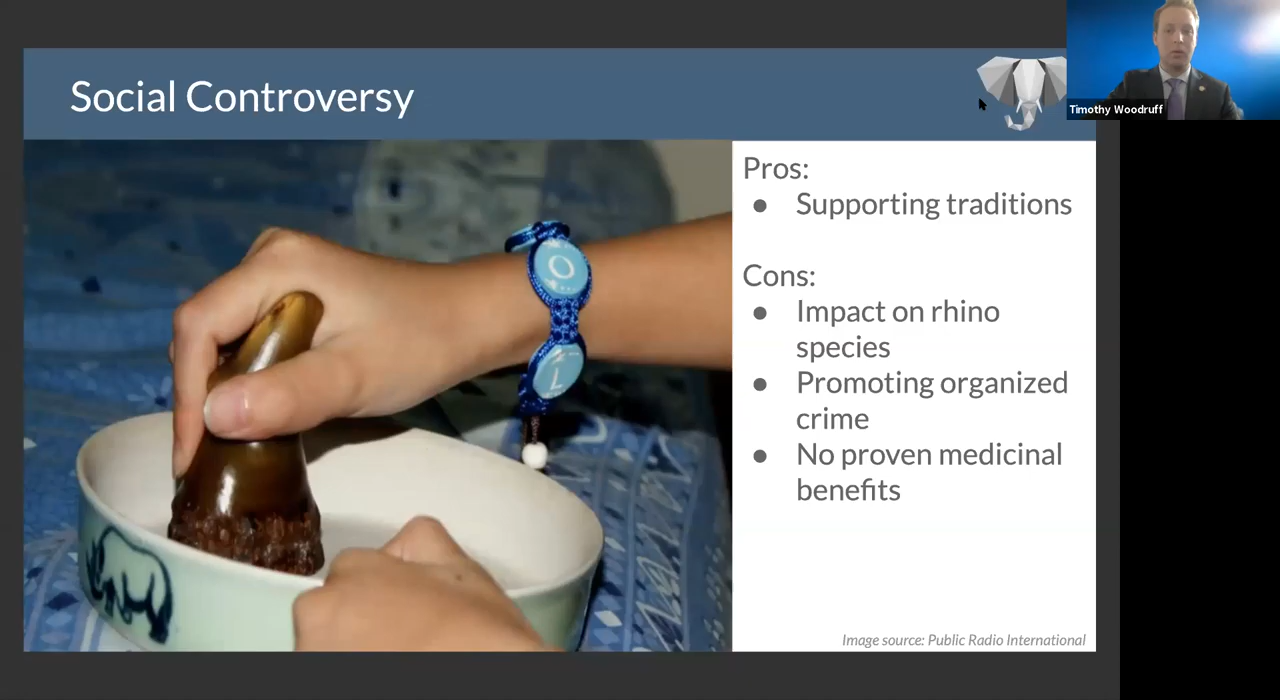 Social Controversy
Timothy Woodruff
Pros:
● Supporting traditions
Cons:
● Impact on rhino
species
● Promoting organized
crime
● No proven medicinal
benefits
O
L
Image source: Public Radio International